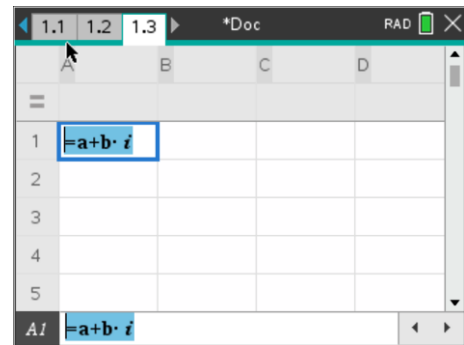 1.1 1.2 1.3 *Doc RAD
A B C D
=
1 =a+b· i
2
3
4
5
A1 =a+b· i